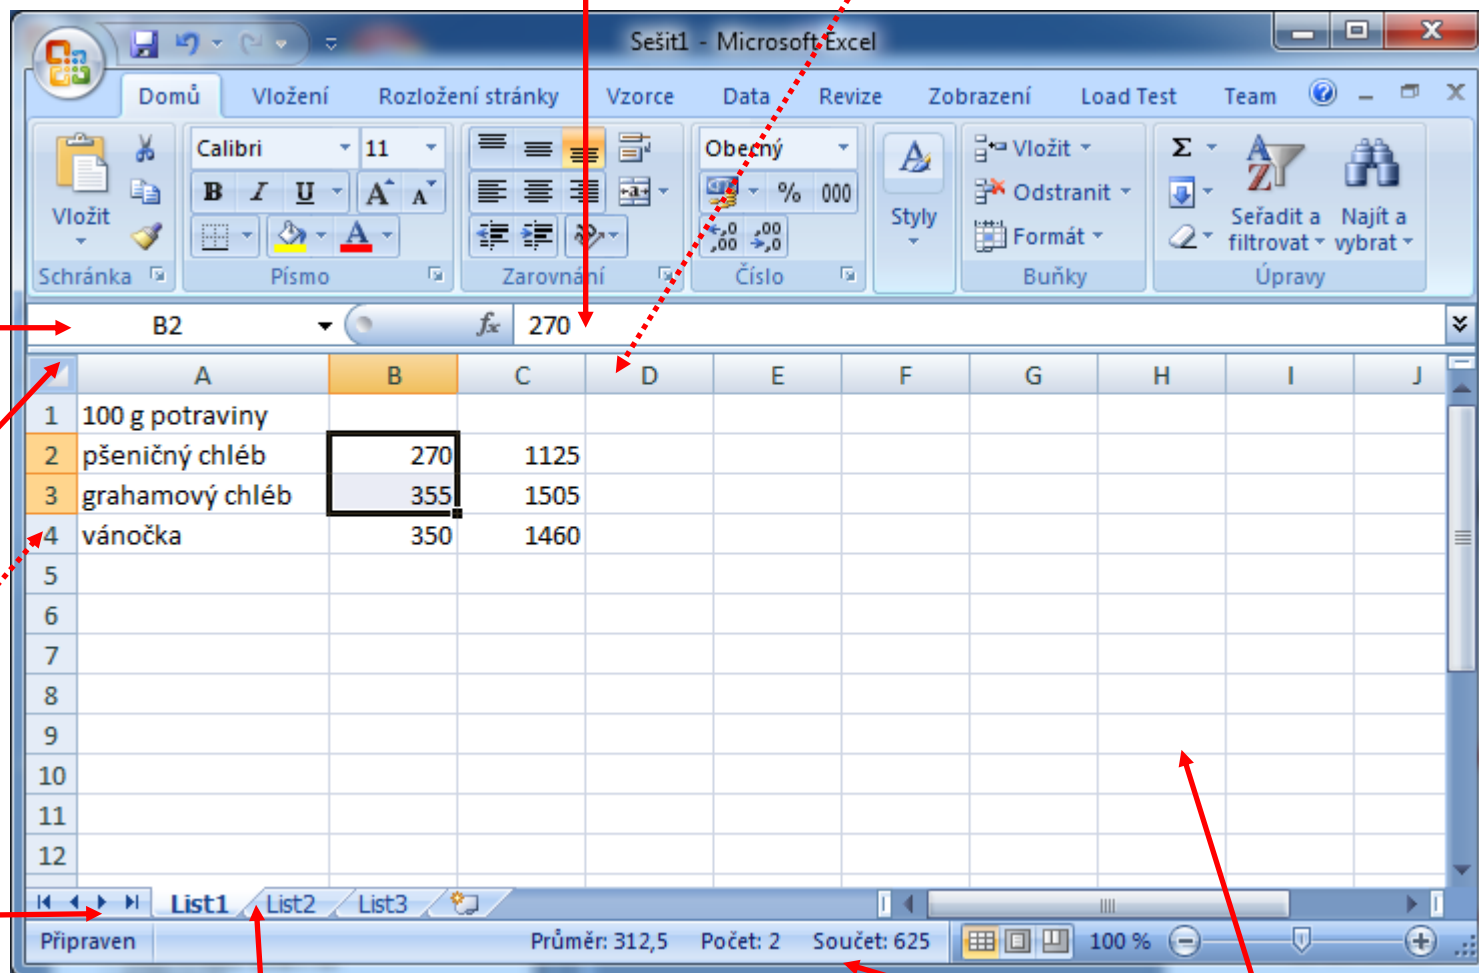 Sešit1 - Microsoft Excel
Domů Vložení Rozložení stránky Vzorce Data Revize Zobrazení Load Test Team
Calibri 11 Obecný Vložit Σ
B I U A A % 000 Odstranit
Vložit Styly Seřadit a Najít a
A ,00 ,0 Formát filtrovat vybrat
Schránka Písmo Zarovnání Číslo Buňky Úpravy
B2 fx 270
A B C D E F G H I J
1 100 g potraviny
2 pšeničný chléb 270 1125
3 grahamový chléb 355 1505
4 vánočka 350 1460
5
6
7
8
9
10
11
12
List1 List2 List3
Připraven Průměr: 312,5 Počet: 2 Součet: 625 100 %